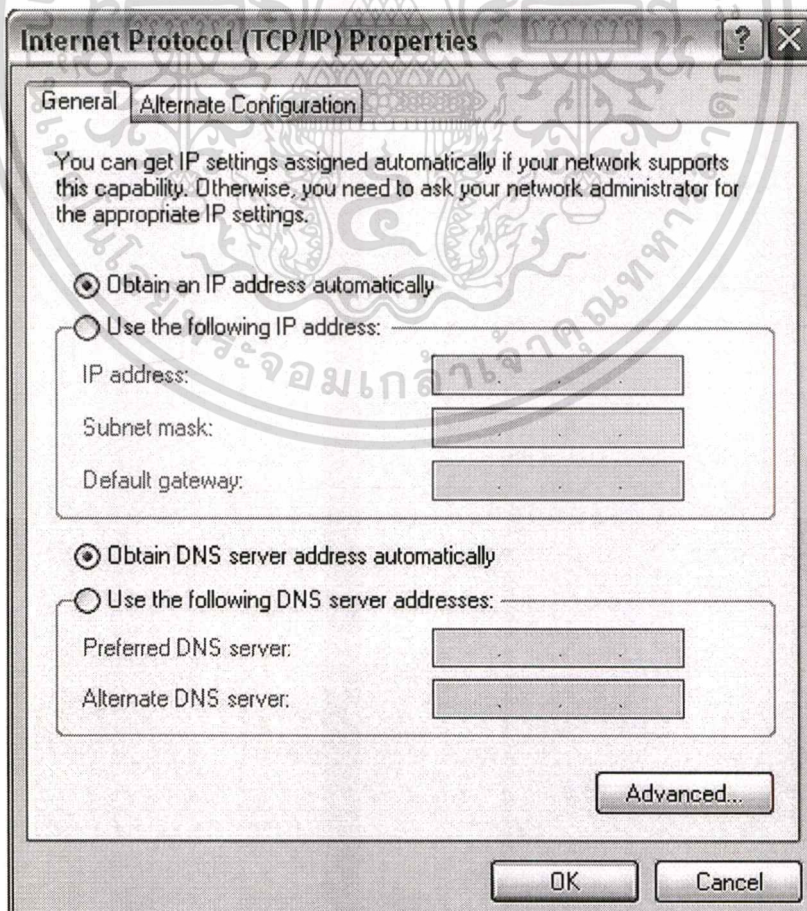 Internet Protocol (TCP/IP) Properties
General
Alternate Configuration
You can get IP settings assigned automatically if your network supports
this capability. Otherwise, you need to ask your network administrator for
the appropriate IP settings.
Obtain an IP address automatically
Use the following IP address:
IP address:
Subnet mask:
Default gateway:
Obtain DNS server address automatically
Use the following DNS server addresses:
Preferred DNS server:
Alternate DNS server:
Advanced...
OK
Cancel